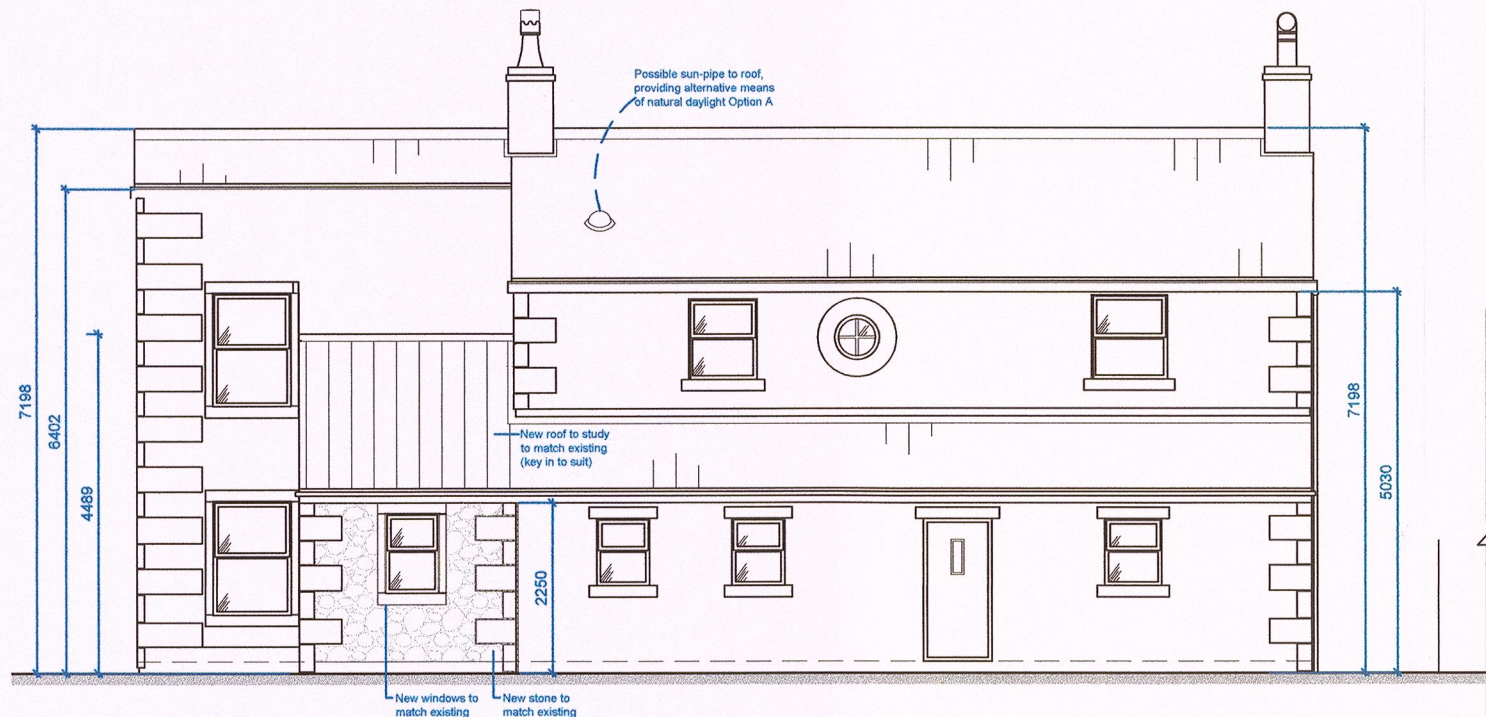 Possible sun-pipe to roof,
providing alternative means
of natural daylight Option A
7198
6402
4489
7198
5030
New roof to study
to match existing
(key in to suit)
2250
New windows to
match existing
New stone to
match existing